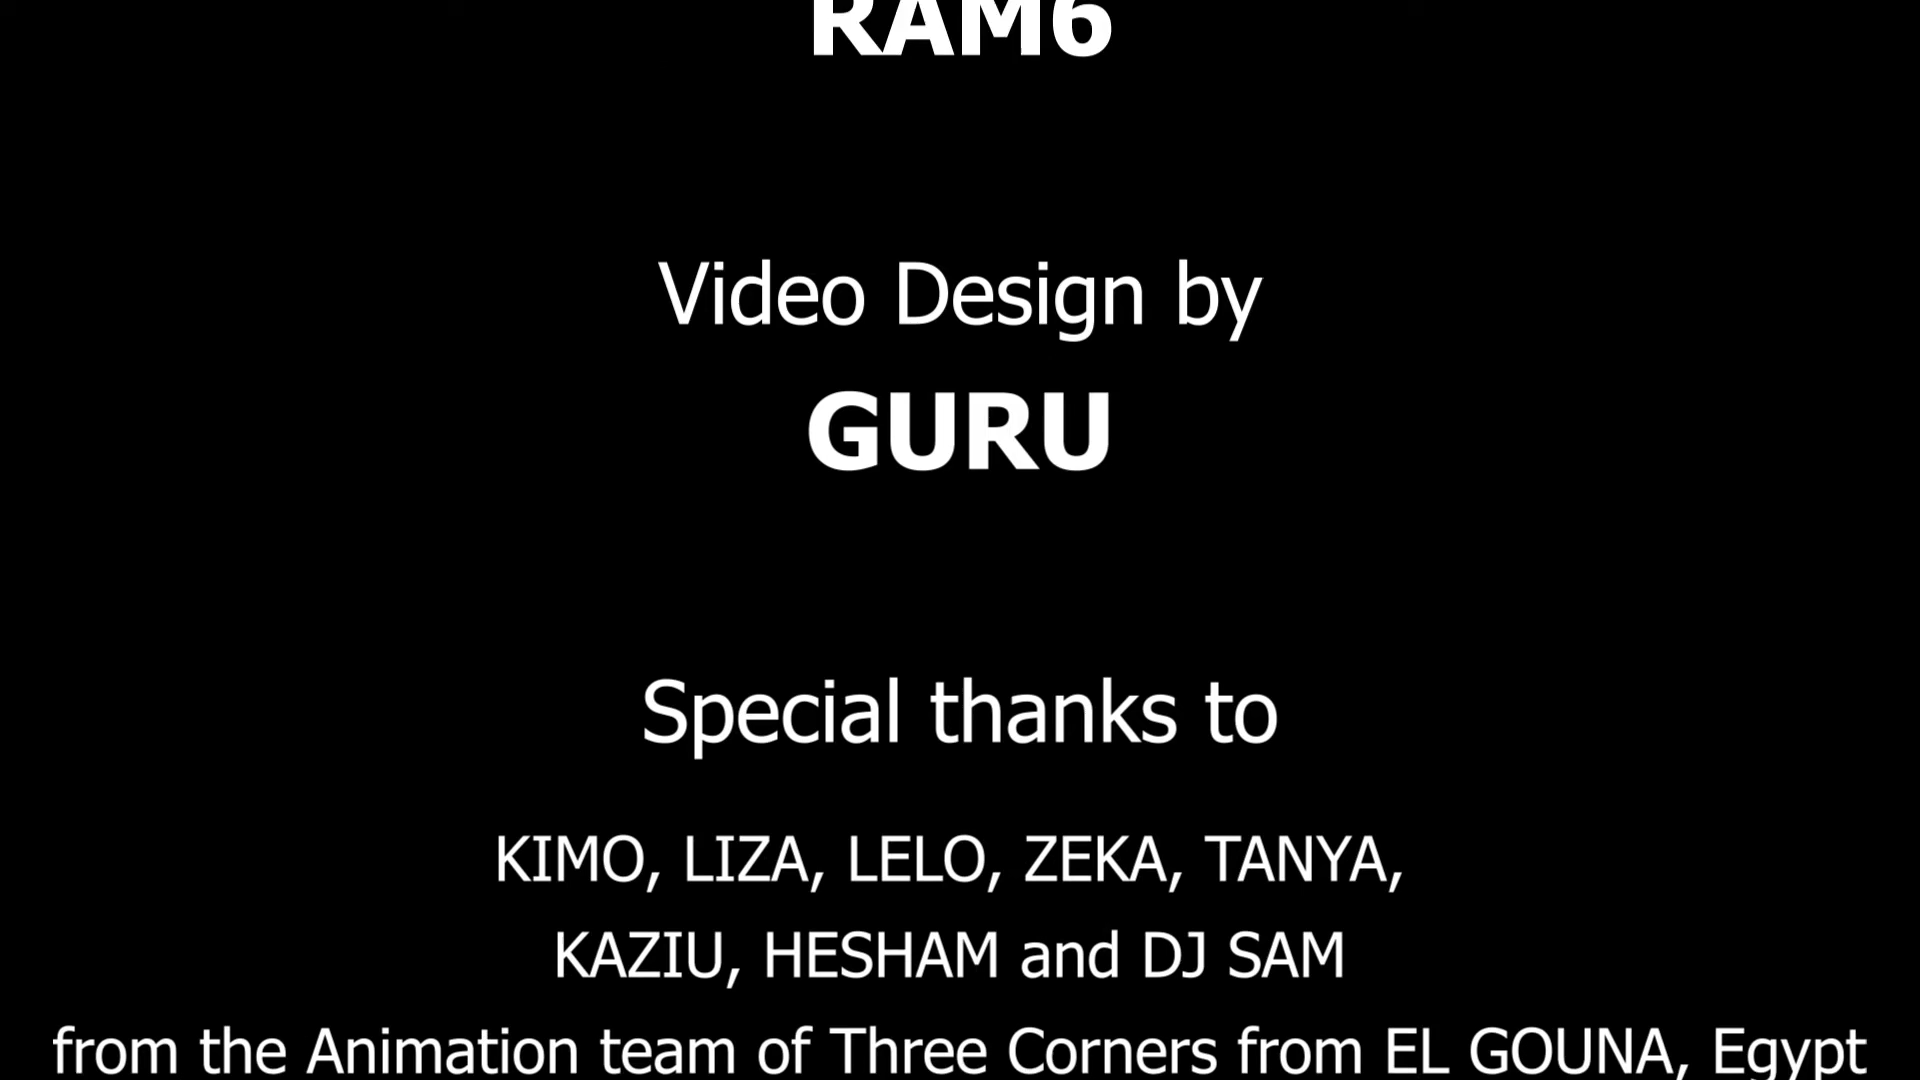 RAM6
Video Design by
GURU
Special thanks to
KIMO, LIZA, LELO, ZEKA, TANYA,
KAZIU, HESHAM and DJ SAM
from the Animation team of Three Corners from EL GOUNA, Egypt